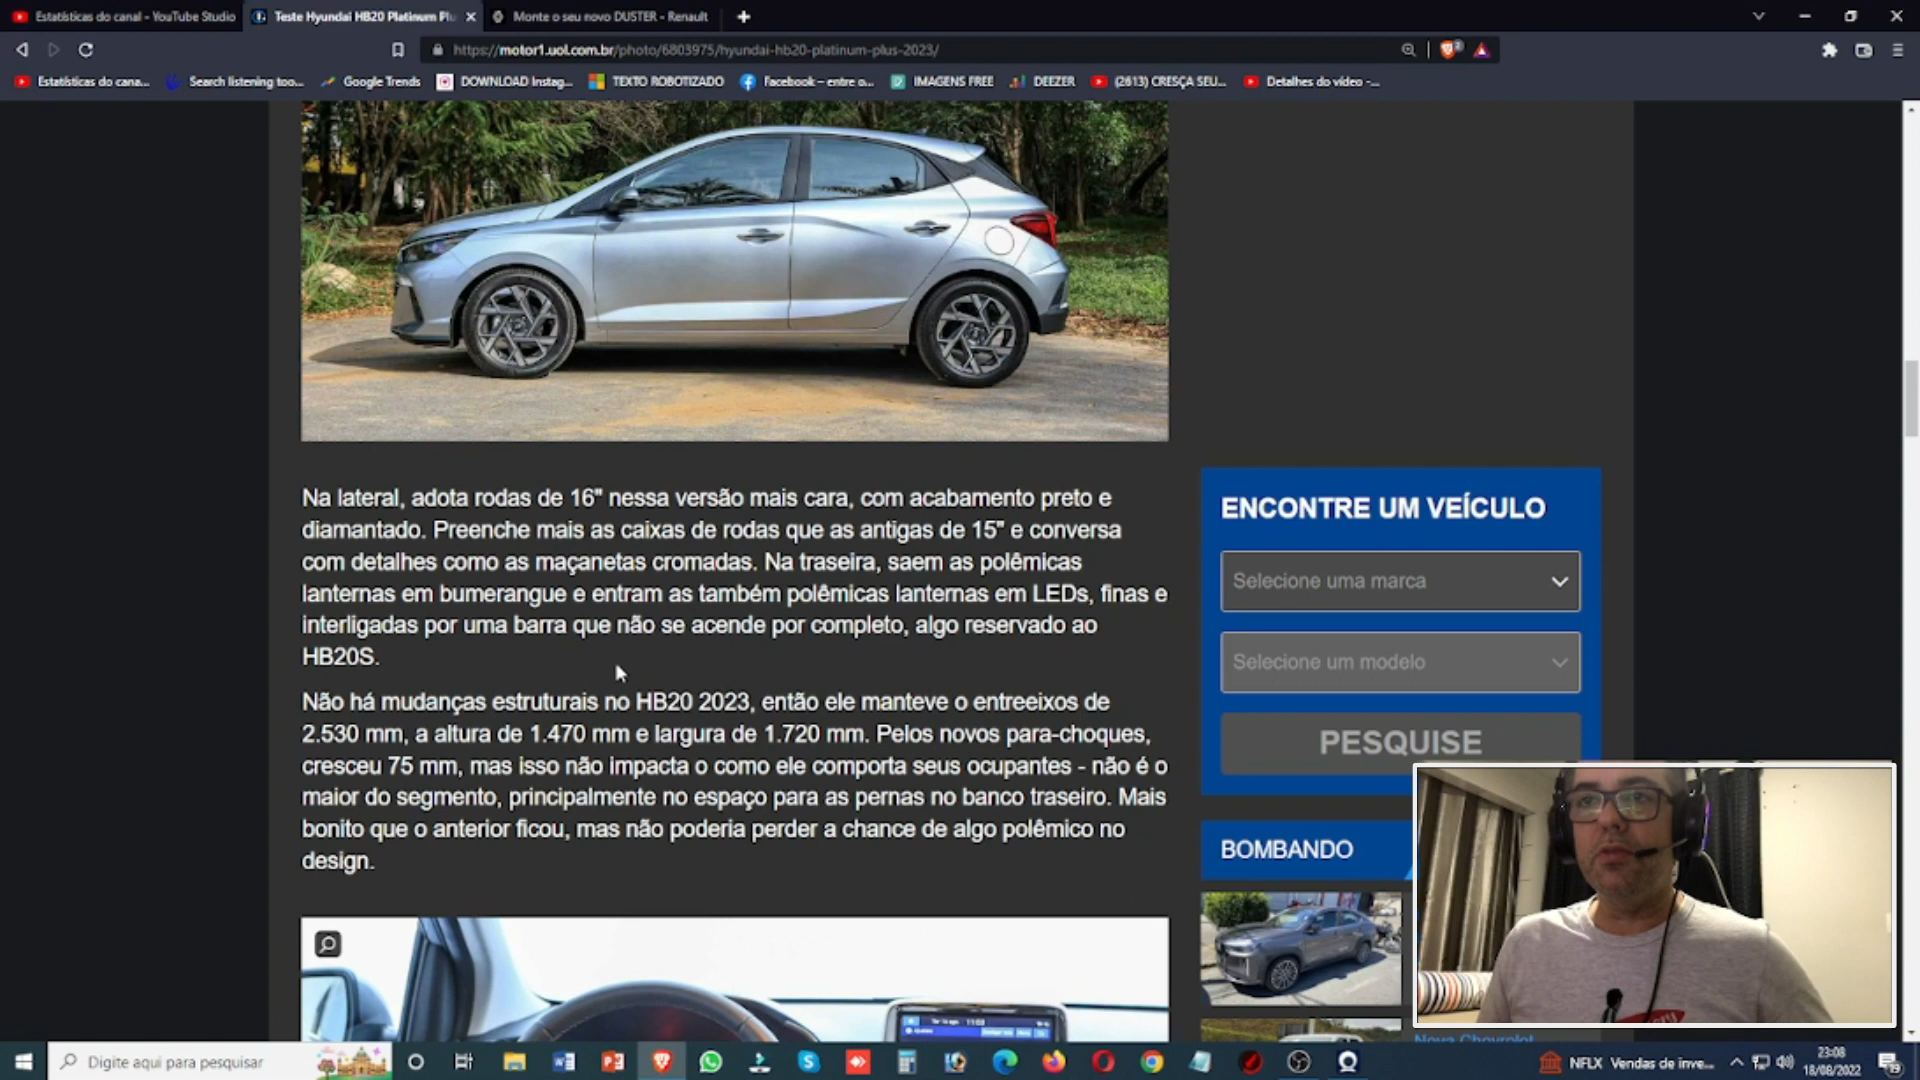 Estatísticas do canal - YouTube Studio
Teste Hyundai HB20 Platinum Plu
Monte o seu novo DUSTER - Renault
https://motor1.uol.com.br/photo/6803975/hyundai-hb20-platinum-plus-2023/
Estatísticas do cana...
Search listening too...
Google Trends
DOWNLOAD Instag...
TEXTO ROBOTIZADO
Facebook – entre o...
IMAGENS FREE
DEEZER
(2613) CRESÇA SEU...
Detalhes do vídeo -...
Na lateral, adota rodas de 16" nessa versão mais cara, com acabamento preto e
diamantado. Preenche mais as caixas de rodas que as antigas de 15" e conversa
com detalhes como as maçanetas cromadas. Na traseira, saem as polêmicas
lanternas em bumerangue e entram as também polêmicas lanternas em LEDs, finas e
interligadas por uma barra que não se acende por completo, algo reservado ao
HB20S.
Não há mudanças estruturais no HB20 2023, então ele manteve o entreeixos de
2.530 mm, a altura de 1.470 mm e largura de 1.720 mm. Pelos novos para-choques,
cresceu 75 mm, mas isso não impacta o como ele comporta seus ocupantes - não é o
maior do segmento, principalmente no espaço para as pernas no banco traseiro. Mais
bonito que o anterior ficou, mas não poderia perder a chance de algo polêmico no
design.
ENCONTRE UM VEÍCULO
Selecione uma marca
Selecione um modelo
PESQUISE
BOMBANDO
Nova Chevrolet
Digite aqui para pesquisar
NFLX Vendas de inve...
23:08
18/08/2022